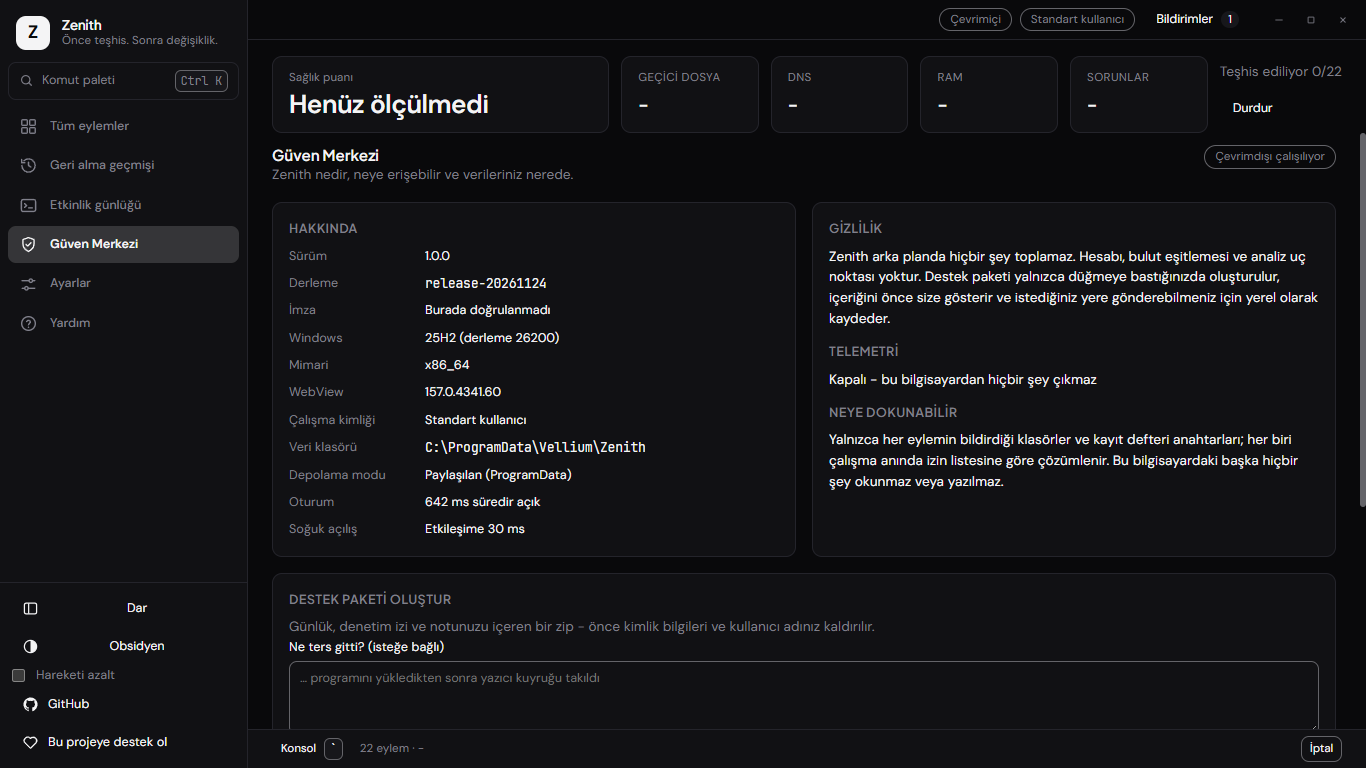 Z
Zenith
Önce teşhis. Sonra değişiklik.
Komut paleti
Ctrl K
Tüm eylemler
Geri alma geçmişi
Etkinlik günlüğü
Güven Merkezi
Ayarlar
Yardım
Dar
Obsidyen
Hareketi azalt
GitHub
Bu projeye destek ol
Çevrimiçi
Standart kullanıcı
Bildirimler 1
Sağlık puanı
Henüz ölçülmedi
GEÇİCİ DOSYA
-
DNS
-
RAM
-
SORUNLAR
-
Teşhis ediliyor 0/22
Durdur
Güven Merkezi
Zenith nedir, neye erişebilir ve verileriniz nerede.
Çevrimdışı çalışılıyor
HAKKINDA
Sürüm 1.0.0
Derleme release-20261124
İmza Burada doğrulanmadı
Windows 25H2 (derleme 26200)
Mimari x86_64
WebView 157.0.4341.60
Çalışma kimliği Standart kullanıcı
Veri klasörü C:\ProgramData\Vellium\Zenith
Depolama modu Paylaşılan (ProgramData)
Oturum 642 ms süredir açık
Soğuk açılış Etkileşime 30 ms
GİZLİLİK
Zenith arka planda hiçbir şey toplamaz. Hesabı, bulut eşitlemesi ve analiz uç
noktası yoktur. Destek paketi yalnızca düğmeye bastığınızda oluşturulur,
içeriğini önce size gösterir ve istediğiniz yere gönderebilmeniz için yerel olarak
kaydeder.
TELEMETRİ
Kapalı - bu bilgisayardan hiçbir şey çıkmaz
NEYE DOKUNABİLİR
Yalnızca her eylemin bildirdiği klasörler ve kayıt defteri anahtarları; her biri
çalışma anında izin listesine göre çözümlenir. Bu bilgisayardaki başka hiçbir
şey okunmaz veya yazılmaz.
DESTEK PAKETİ OLUŞTUR
Günlük, denetim izi ve notunuzu içeren bir zip - önce kimlik bilgileri ve kullanıcı adınız kaldırılır.
Ne ters gitti? (isteğe bağlı)
… programını yükledikten sonra yazıcı kuyruğu takıldı
Konsol `
22 eylem · -
İptal